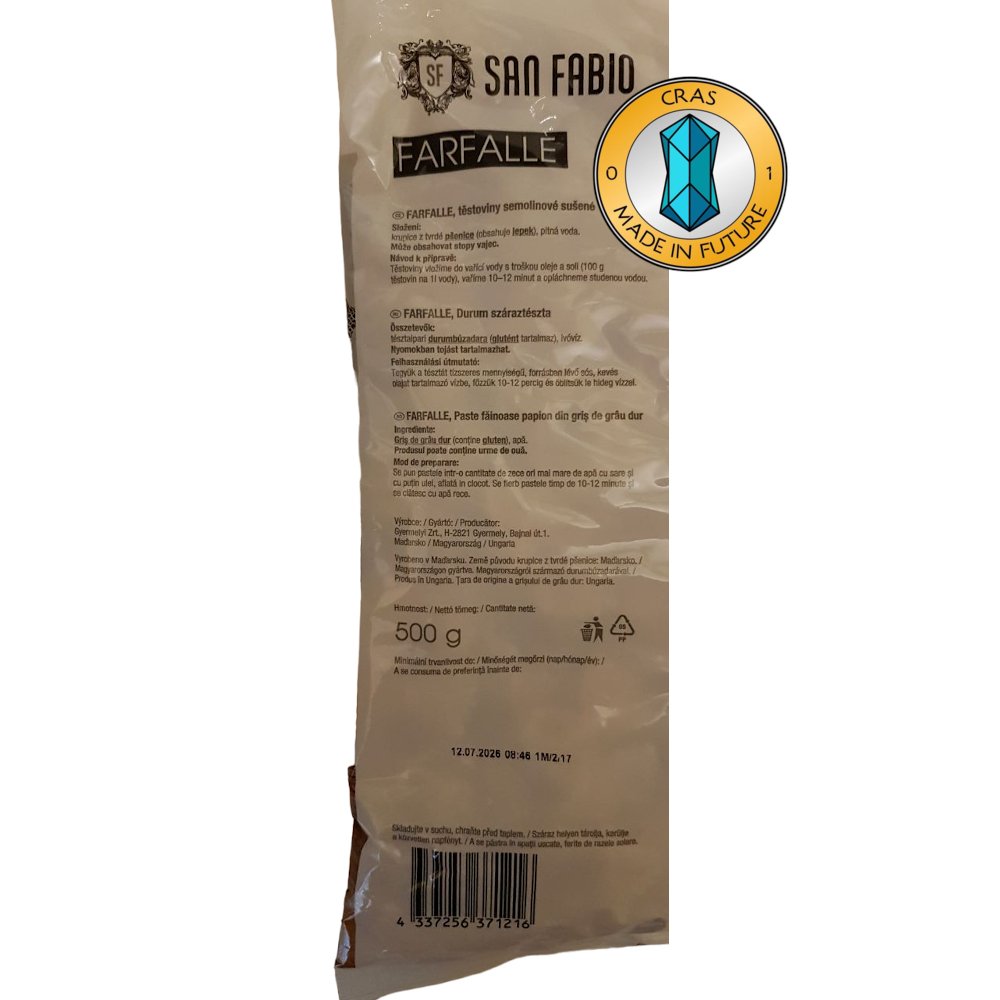 SF
SAN FABIO
FARFALLE
CRAS
0 1
MADE IN FUTURE
CZ FARFALLE, těstoviny semolinové sušené
Složení:
krupice z tvrdé pšenice (obsahuje lepek), pitná voda.
Může obsahovat stopy vajec.
Návod k přípravě:
Těstoviny vložíme do vařící vody s troškou oleje a soli (100 g
těstovin na 1l vody), vaříme 10–12 minut a opláchneme studenou vodou.
FARFALLE, Durum száraztészta
Összetevők:
tésztaipari durumbúzadara (glutént tartalmaz), ivóvíz.
Nyomokban tojást tartalmazhat.
Felhasználási útmutató:
Tegyük a tésztát tízszeres mennyiségű, forrásban lévő sós, kevés
olajat tartalmazó vízbe, főzzük 10-12 percig és öblítsük le hideg vízzel.
FARFALLE, Paste făinoase papion din griș de grâu dur
Ingrediente:
Griș de grâu dur (conține gluten), apă.
Produsul poate conține urme de ouă.
Mod de preparare:
Se pun pastele intr-o cantitate de zece ori mai mare de apă cu sare și
cu puțin ulei, aflată in clocot. Se fierb pastele timp de 10-12 minute și
se clătesc cu apă rece.
Výrobce: / Gyártó: / Producător:
Gyermelyi Zrt., H-2821 Gyermely, Bajnai út.1.
Maďarsko / Magyarország / Ungaria
Vyrobeno v Maďarsku. Země původu krupice z tvrdé pšenice: Maďarsko. /
Magyarországon gyártva. Magyarországról származó durumbúzadarával. /
Produs in Ungaria. Țara de origine a grișului de grâu dur: Ungaria.
Hmotnost: / Nettó tömeg: / Cantitate netă:
500 g
05
PP
Minimální trvanlivost do: / Minőségét megőrzi (nap/hónap/év): /
A se consuma de preferință înainte de:
12.07.2026 08:46 1M/2,17
Skladujte v suchu, chraňte před teplem. / Száraz helyen tárolja, kerülje
a közvetlen napfényt. / A se păstra in spații uscate, ferite de razele solare.
4 337256 371216